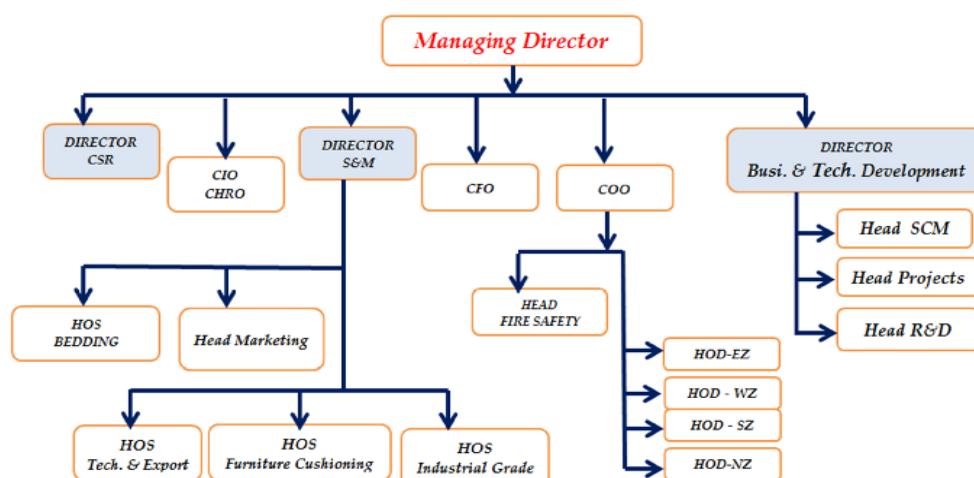 Managing Director
DIRECTOR
CSR
CIO
CHRO
DIRECTOR
S&M
CFO
COO
DIRECTOR
Busi. & Tech. Development
Head SCM
Head Projects
Head R&D
HOS
BEDDING
Head Marketing
HEAD
FIRE SAFETY
HOD-EZ
HOD - WZ
HOD - SZ
HOD-NZ
HOS
Tech. & Export
HOS
Furniture Cushioning
HOS
Industrial Grade